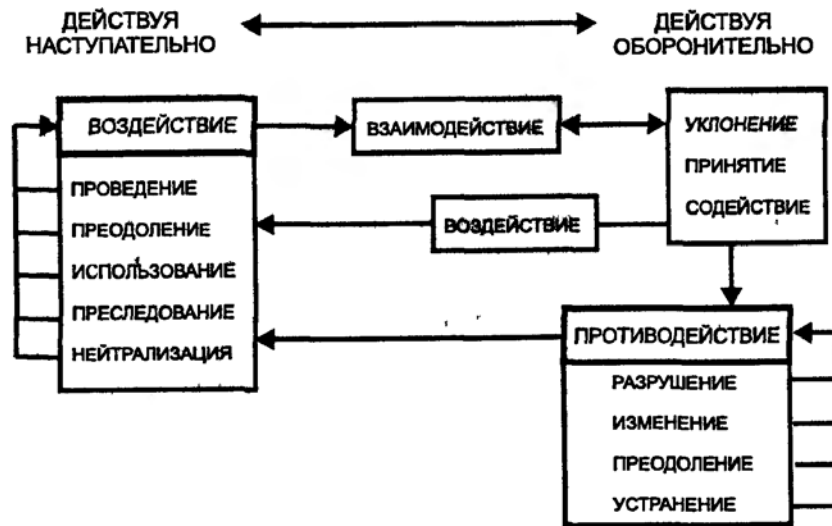 ДЕЙСТВУЯ
НАСТУПАТЕЛЬНО
ДЕЙСТВУЯ
ОБОРОНИТЕЛЬНО
ВОЗДЕЙСТВИЕ
ПРОВЕДЕНИЕ
ПРЕОДОЛЕНИЕ
ИСПОЛЬЗОВАНИЕ
ПРЕСЛЕДОВАНИЕ
НЕЙТРАЛИЗАЦИЯ
ВЗАИМОДЕЙСТВИЕ
ВОЗДЕЙСТВИЕ
УКЛОНЕНИЕ
ПРИНЯТИЕ
СОДЕЙСТВИЕ
ПРОТИВОДЕЙСТВИЕ
РАЗРУШЕНИЕ
ИЗМЕНЕНИЕ
ПРЕОДОЛЕНИЕ
УСТРАНЕНИЕ